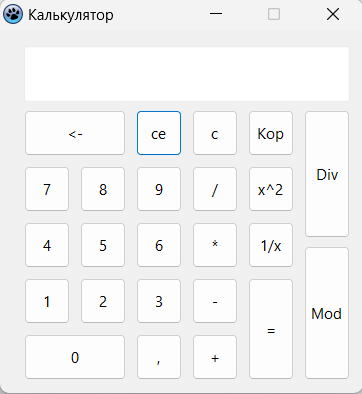 Калькулятор
<- ce c Кор
Div
7 8 9 / x^2
4 5 6 * 1/x
Mod
1 2 3 -
=
0 , +